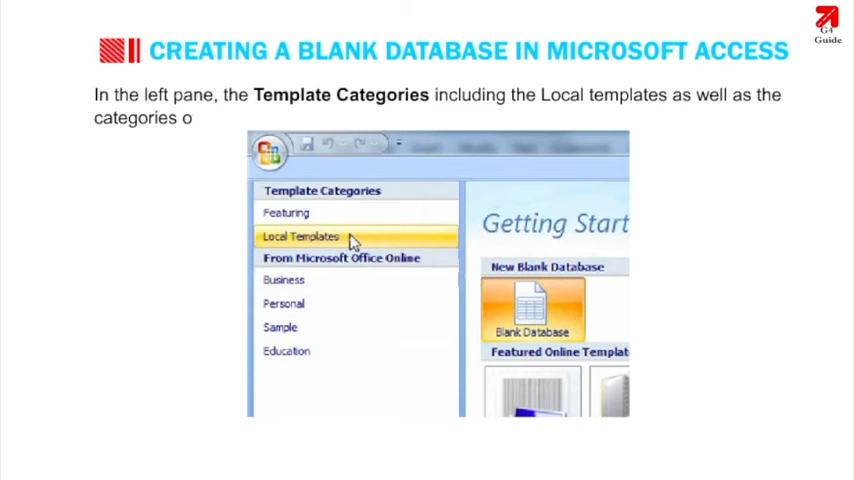 G4
Guide
CREATING A BLANK DATABASE IN MICROSOFT ACCESS
In the left pane, the Template Categories including the Local templates as well as the
categories o
Template Categories
Featuring
Local Templates
From Microsoft Office Online
Business
Personal
Sample
Education
Getting Start
New Blank Database
Blank Database
Featured Online Templat